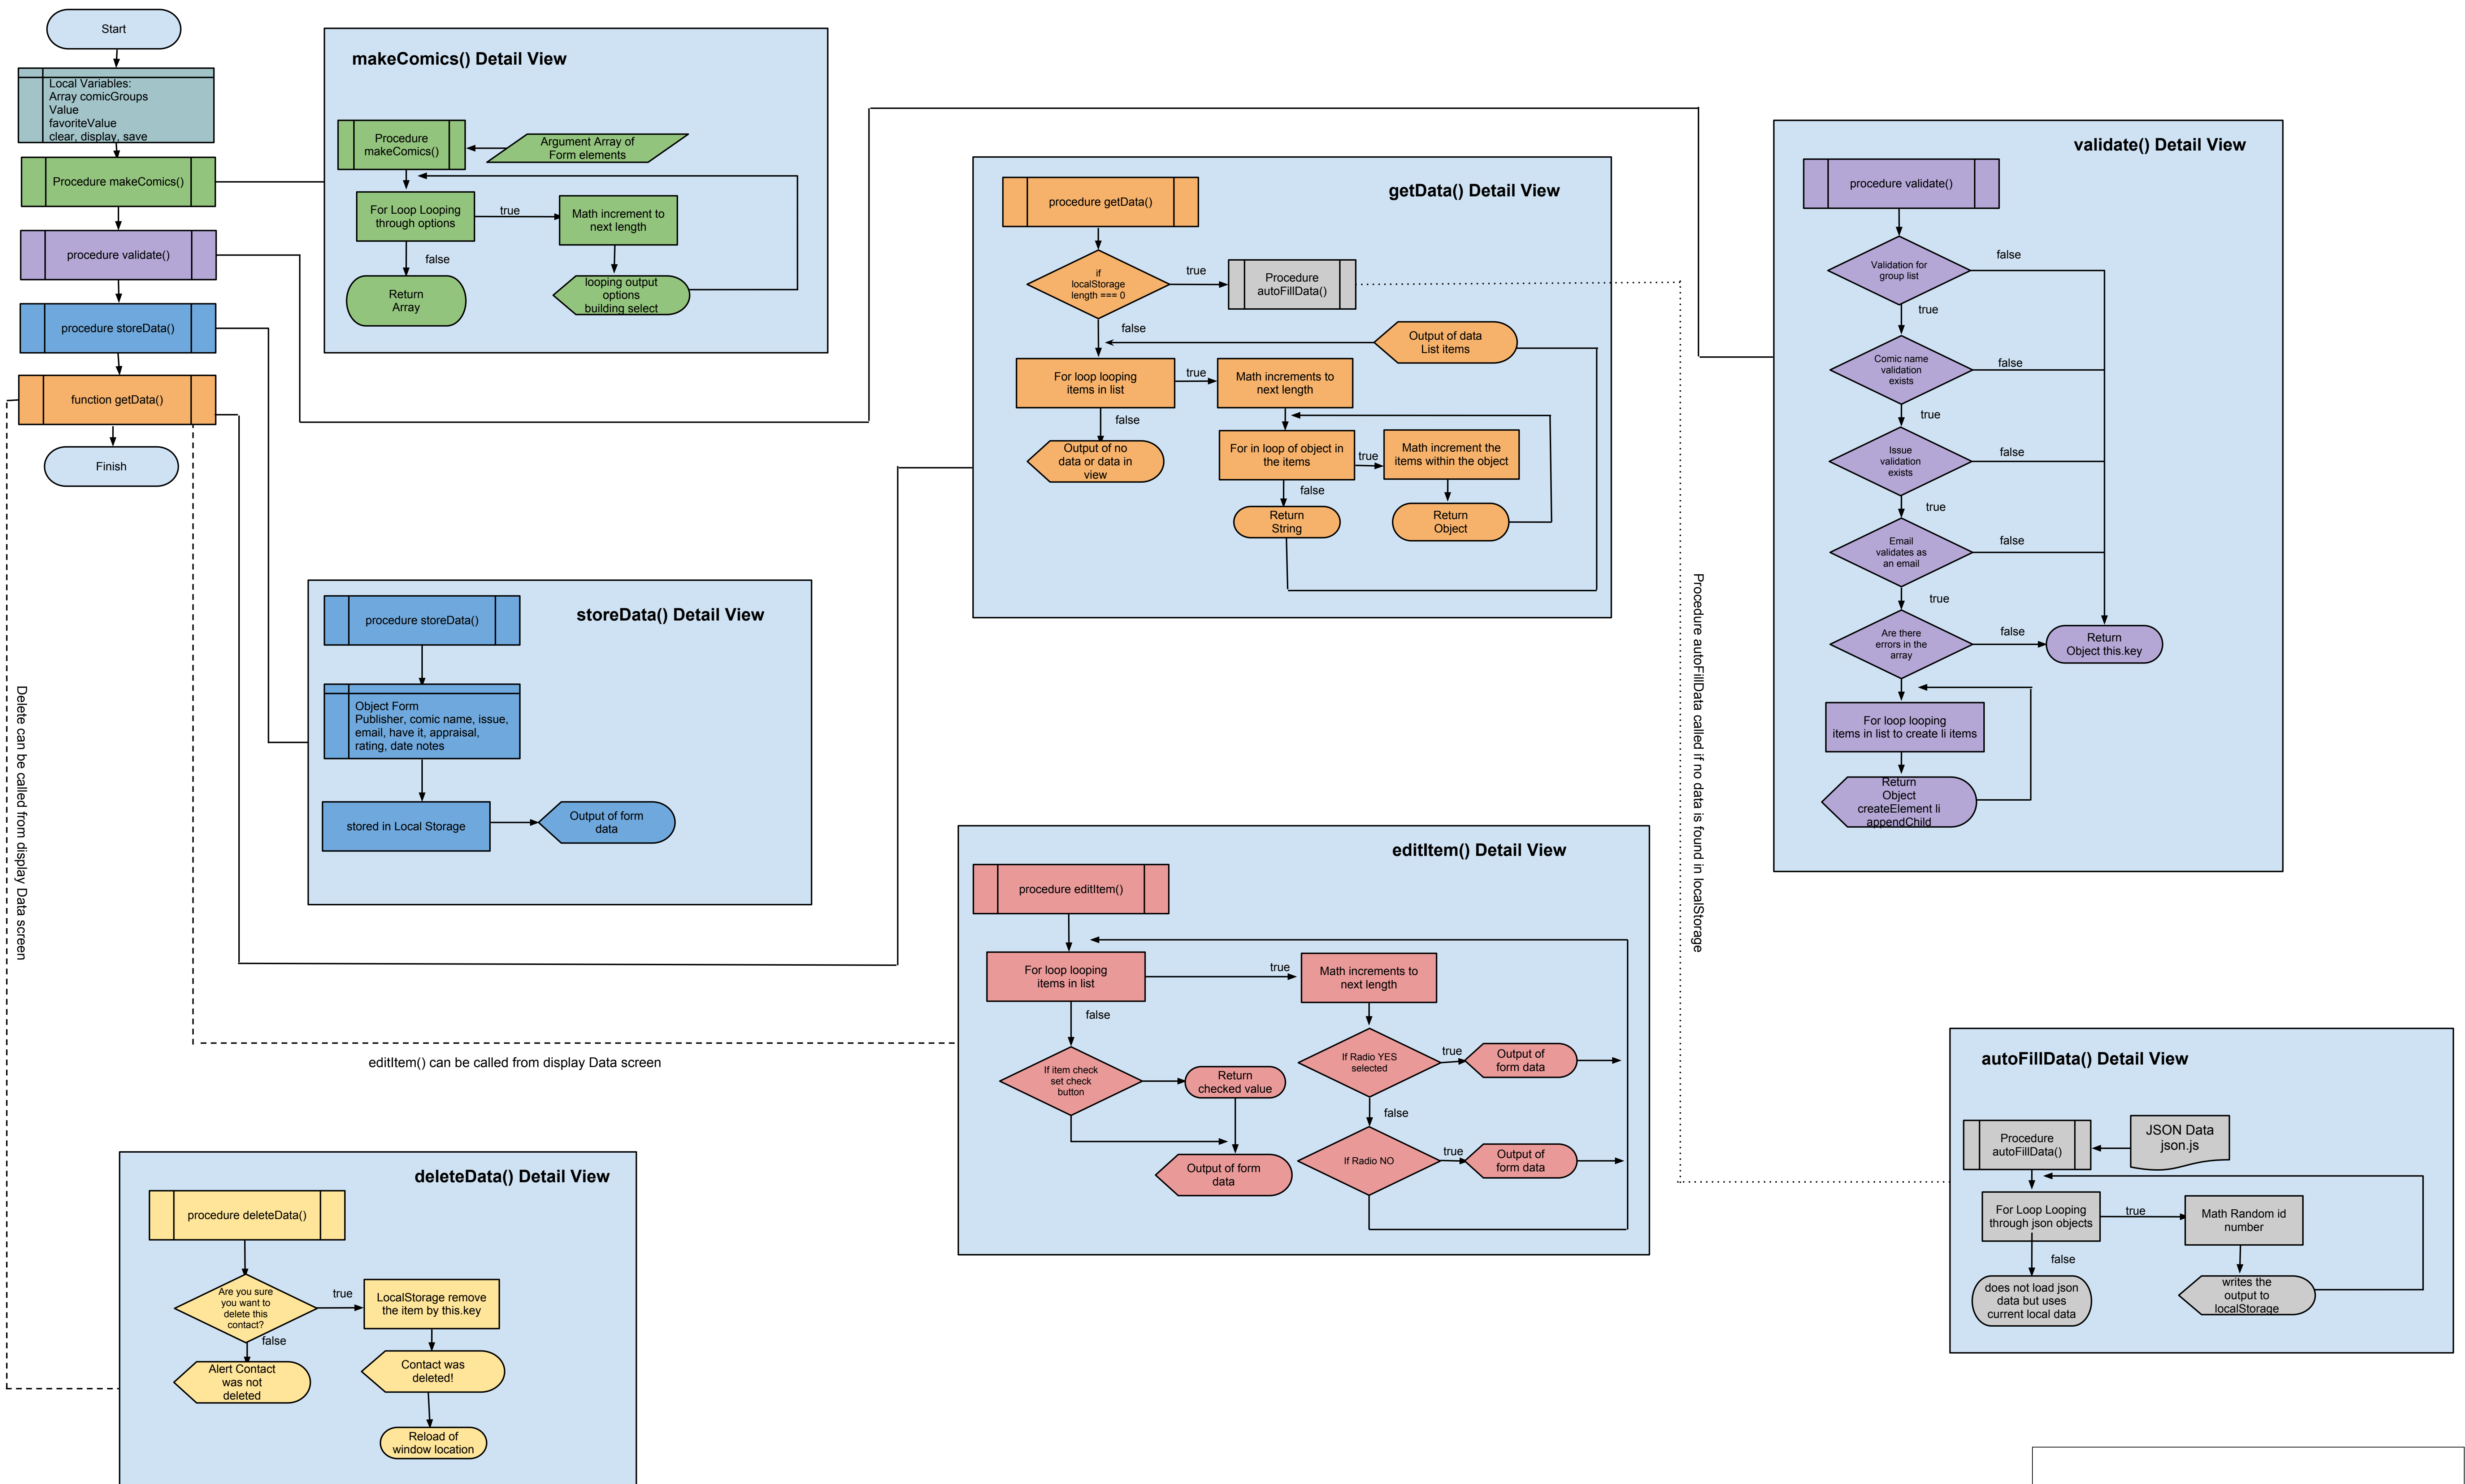 Start
Local Variables:
Array comicGroups
Value
favoriteValue
clear, display, save
Procedure makeComics()
procedure validate()
procedure storeData()
function getData()
Finish
makeComics() Detail View
Procedure
makeComics()
Argument Array of
Form elements
For Loop Looping
through options
true
Math increment to
next length
false
Return
Array
looping output
options
building select
getData() Detail View
procedure getData()
if
localStorage
length === 0
true
Procedure
autoFillData()
false
Output of data
List items
For loop looping
items in list
true
Math increments to
next length
false
Output of no
data or data in
view
For in loop of object in
the items
true
Math increment the
items within the object
false
Return
String
Return
Object
validate() Detail View
procedure validate()
Validation for
group list
false
true
Comic name
validation
exists
false
true
Issue
validation
exists
false
true
Email
validates as
an email
false
true
Are there
errors in the
array
false
Return
Object this.key
For loop looping
items in list to create li items
Return
Object
createElement li
appendChild
storeData() Detail View
procedure storeData()
Object Form
Publisher, comic name, issue,
email, have it, appraisal,
rating, date notes
stored in Local Storage
Output of form
data
Delete can be called from display Data screen
Procedure autoFillData called if no data is found in localStorage
editItem() can be called from display Data screen
editItem() Detail View
procedure editItem()
For loop looping
items in list
true
Math increments to
next length
false
If item check
set check
button
Return
checked value
Output of form
data
If Radio YES
selected
true
Output of
form data
false
If Radio NO
true
Output of
form data
autoFillData() Detail View
Procedure
autoFillData()
JSON Data
json.js
For Loop Looping
through json objects
true
Math Random id
number
false
does not load json
data but uses
current local data
writes the
output to
localStorage
deleteData() Detail View
procedure deleteData()
Are you sure
you want to
delete this
contact?
true
LocalStorage remove
the item by this.key
false
Alert Contact
was not
deleted
Contact was
deleted!
Reload of
window location